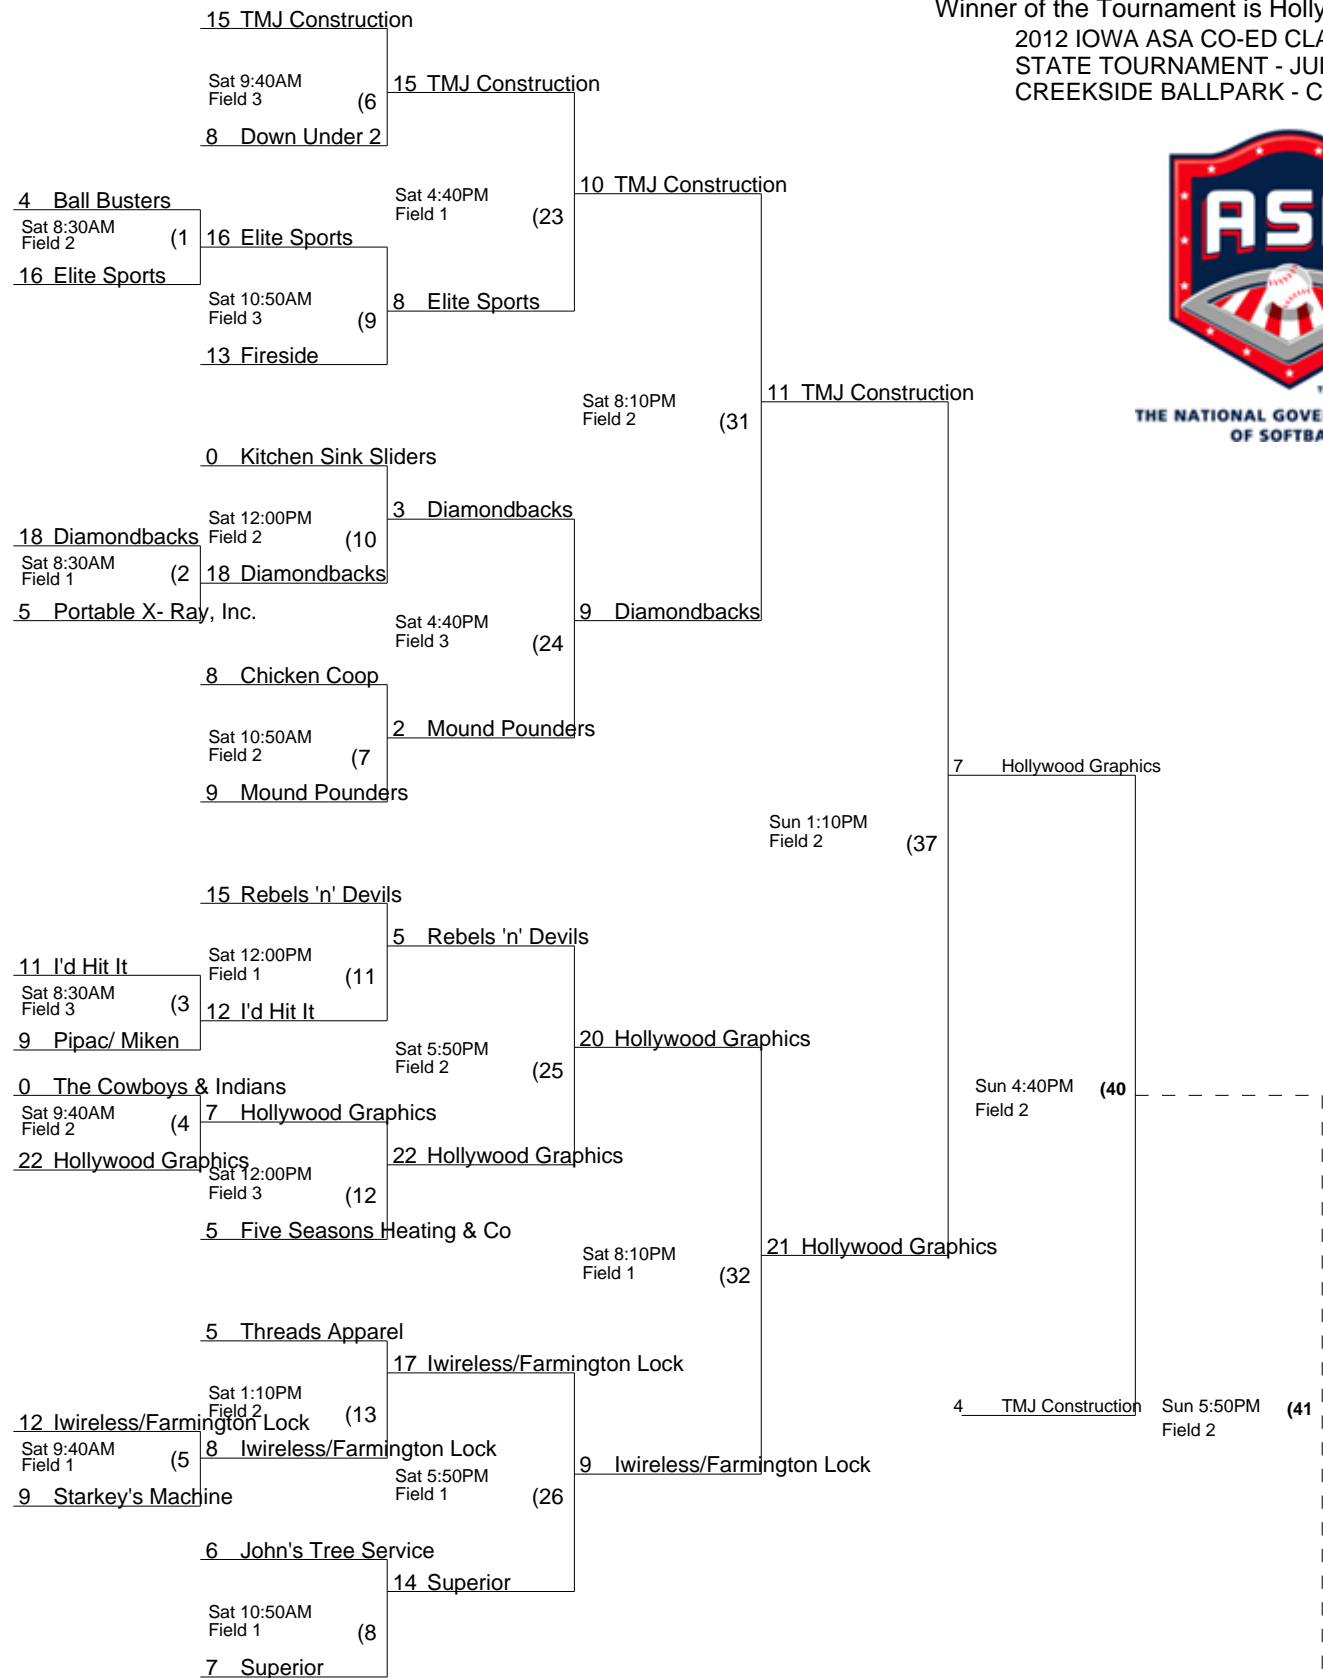 Winner of the Tournament is Holly
2012 IOWA ASA CO-ED CLA
STATE TOURNAMENT - JU
CREEKSIDE BALLPARK - C
AS
THE NATIONAL GOVE
OF SOFTBA
15 TMJ Construction
Sat 9:40AM
Field 3 (6
8 Down Under 2
15 TMJ Construction
4 Ball Busters
Sat 8:30AM
Field 2 (1
16 Elite Sports
16 Elite Sports
Sat 10:50AM
Field 3 (9
13 Fireside
8 Elite Sports
Sat 4:40PM
Field 1 (23
10 TMJ Construction
0 Kitchen Sink Sliders
Sat 12:00PM
Field 2 (10
18 Diamondbacks
18 Diamondbacks
Sat 8:30AM
Field 1 (2
5 Portable X- Ray, Inc.
3 Diamondbacks
Sat 4:40PM
Field 3 (24
9 Diamondbacks
8 Chicken Coop
Sat 10:50AM
Field 2 (7
9 Mound Pounders
2 Mound Pounders
Sat 8:10PM
Field 2 (31
11 TMJ Construction
15 Rebels 'n' Devils
Sat 12:00PM
Field 1 (11
12 I'd Hit It
11 I'd Hit It
Sat 8:30AM
Field 3 (3
9 Pipac/ Miken
5 Rebels 'n' Devils
Sat 5:50PM
Field 2 (25
20 Hollywood Graphics
0 The Cowboys & Indians
Sat 9:40AM
Field 2 (4
22 Hollywood Graphics
7 Hollywood Graphics
Sat 12:00PM
Field 3 (12
5 Five Seasons Heating & Co
22 Hollywood Graphics
Sat 8:10PM
Field 1 (32
21 Hollywood Graphics
5 Threads Apparel
Sat 1:10PM
Field 2 (13
8 Iwireless/Farmington Lock
12 Iwireless/Farmington Lock
Sat 9:40AM
Field 1 (5
9 Starkey's Machine
17 Iwireless/Farmington Lock
Sat 5:50PM
Field 1 (26
9 Iwireless/Farmington Lock
6 John's Tree Service
Sat 10:50AM
Field 1 (8
7 Superior
14 Superior
Sun 1:10PM
Field 2 (37
7 Hollywood Graphics
Sun 4:40PM (40
Field 2
4 TMJ Construction
Sun 5:50PM (41
Field 2